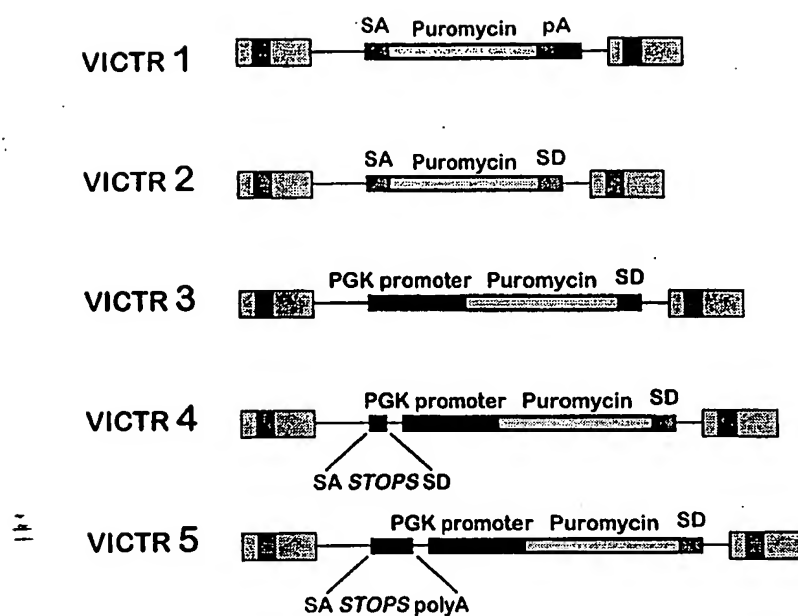 SA Puromycin pA
VICTR 1
SA Puromycin SD
VICTR 2
PGK promoter Puromycin SD
VICTR 3
PGK promoter Puromycin SD
VICTR 4
SA STOPS SD
PGK promoter Puromycin SD
VICTR 5
SA STOPS polyA